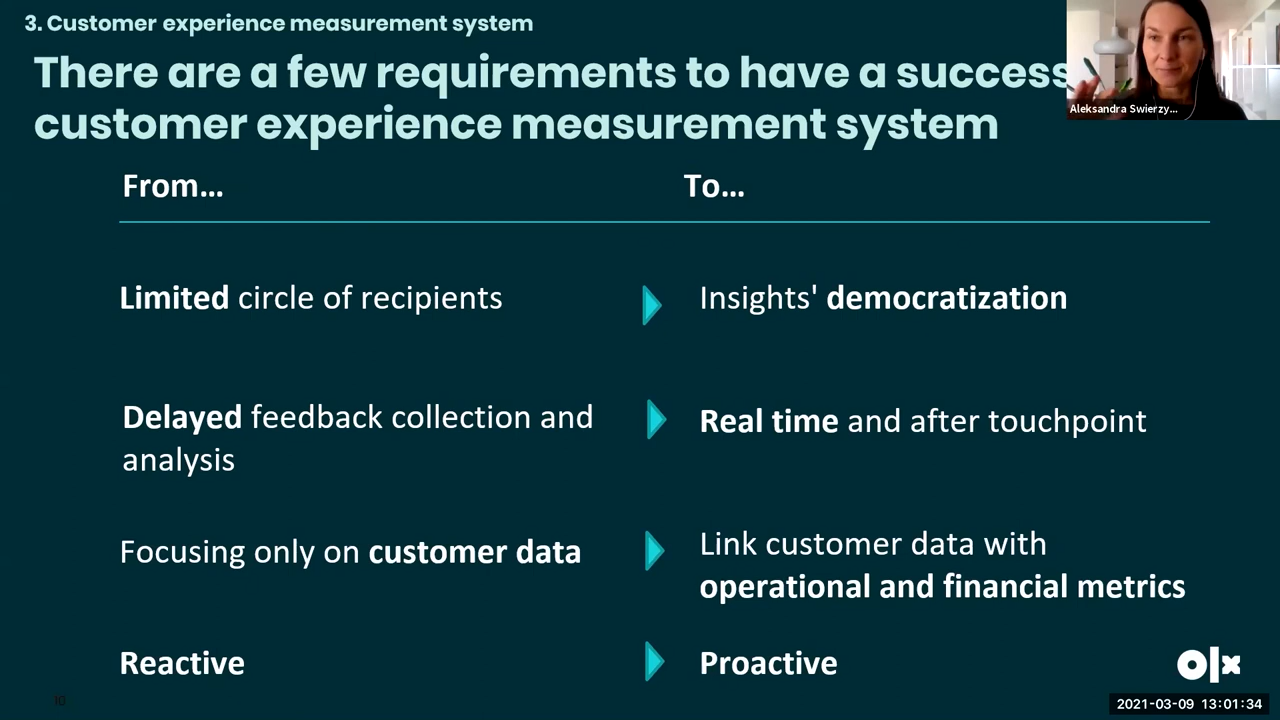 3. Customer experience measurement system
There are a few requirements to have a success
customer experience measurement system
Aleksandra Swierzy...
From...
To...
Limited circle of recipients
Insights' democratization
Delayed feedback collection and
analysis
Real time and after touchpoint
Focusing only on customer data
Link customer data with
operational and financial metrics
Reactive
Proactive
olx
10
2021-03-09 13:01:34